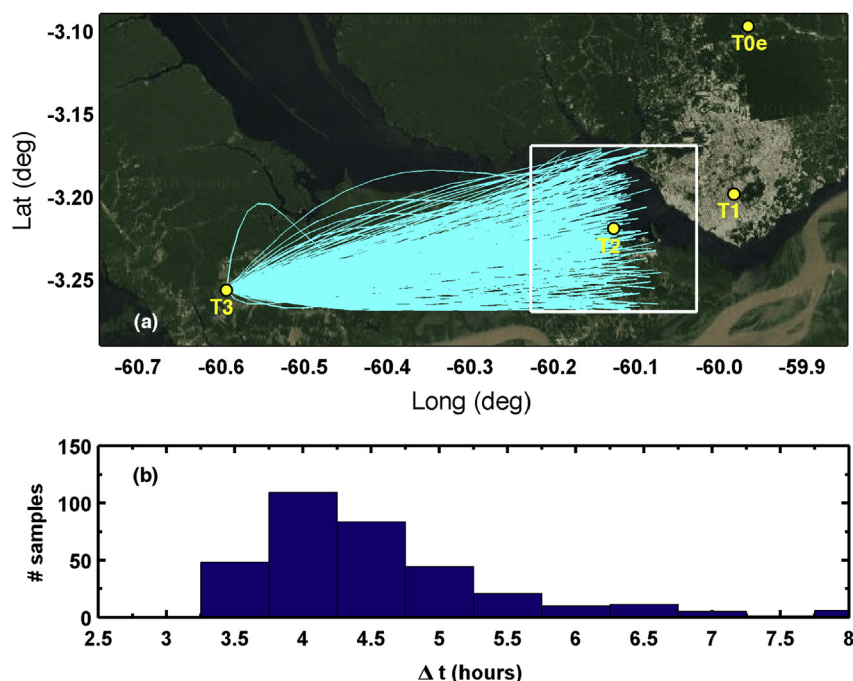 -3.10
-3.15
-3.20
-3.25
Lat (deg)
T0e
T1
T2
T3
(a)
-60.7 -60.6 -60.5 -60.4 -60.3 -60.2 -60.1 -60.0 -59.9
Long (deg)
150
100
50
0
# samples
(b)
2.5 3 3.5 4 4.5 5 5.5 6 6.5 7 7.5 8
Δ t (hours)